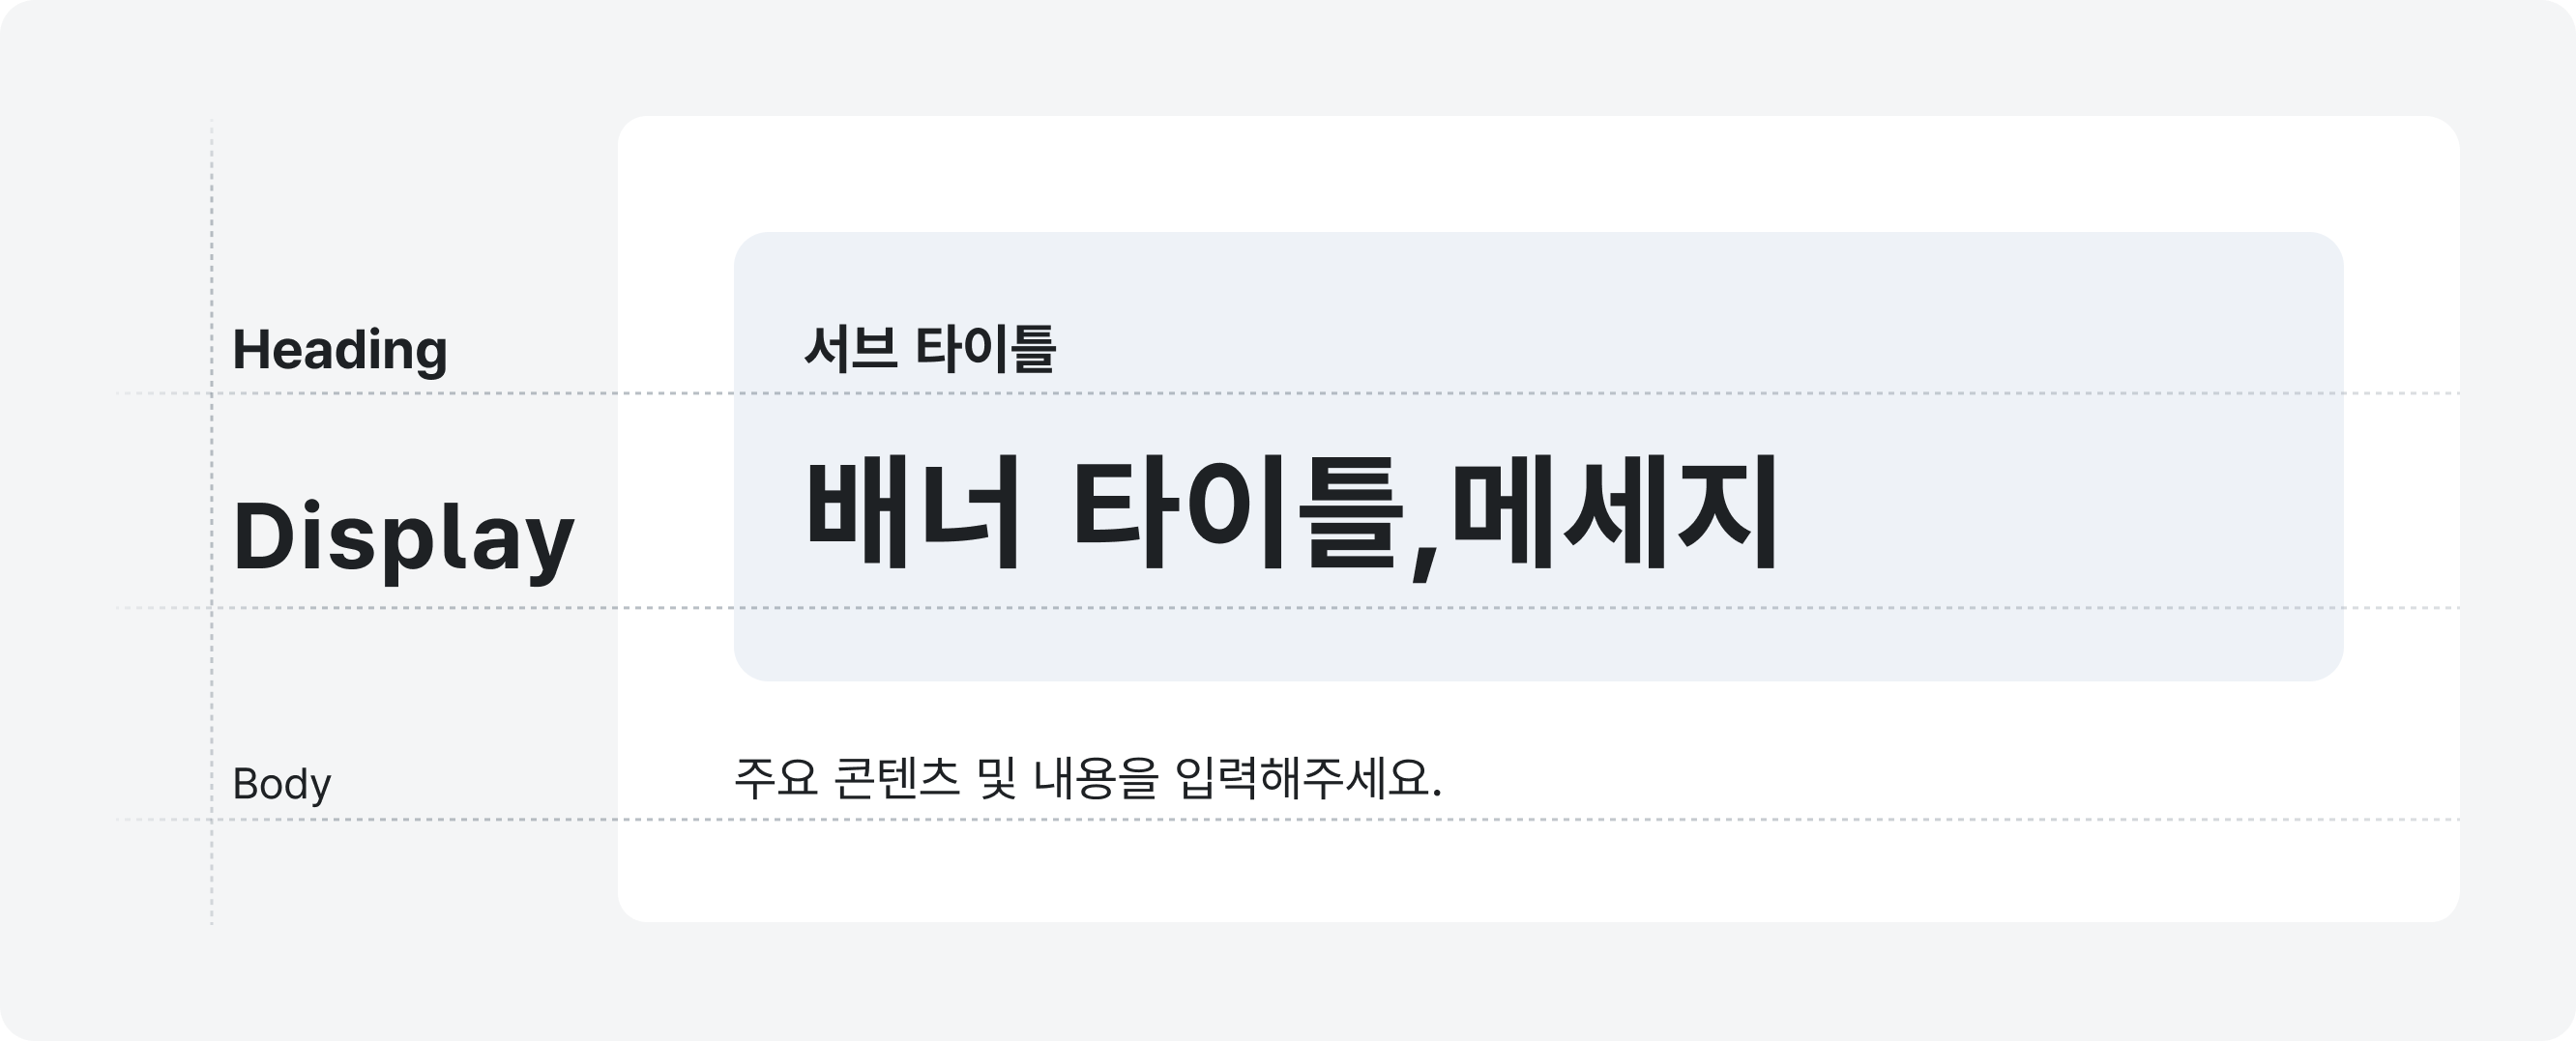 Heading
서브 타이틀
Display
배너 타이틀,메세지
Body
주요 콘텐츠 및 내용을 입력해주세요.